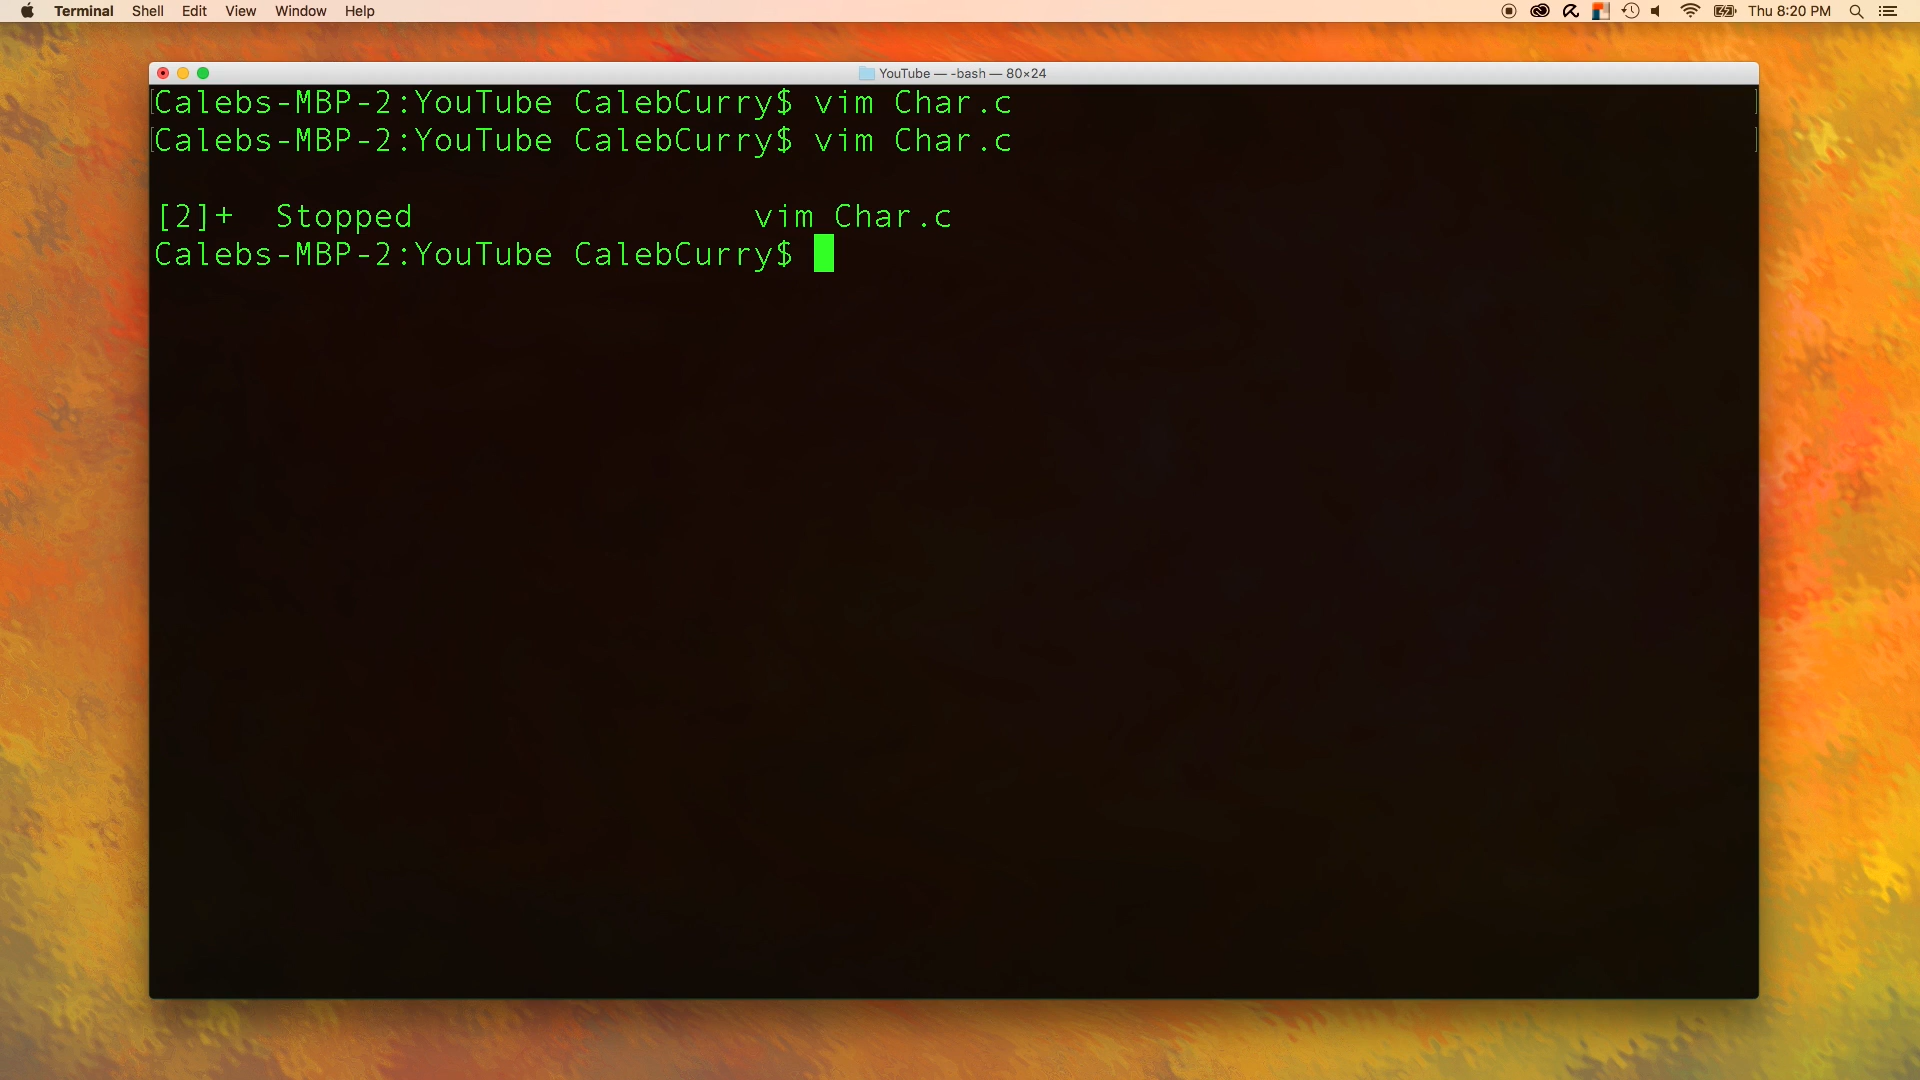 Terminal Shell Edit View Window Help Thu 8:20 PM
YouTube — -bash — 80×24
Calebs-MBP-2:YouTube CalebCurry$ vim Char.c
Calebs-MBP-2:YouTube CalebCurry$ vim Char.c
[2]+  Stopped                 vim Char.c
Calebs-MBP-2:YouTube CalebCurry$